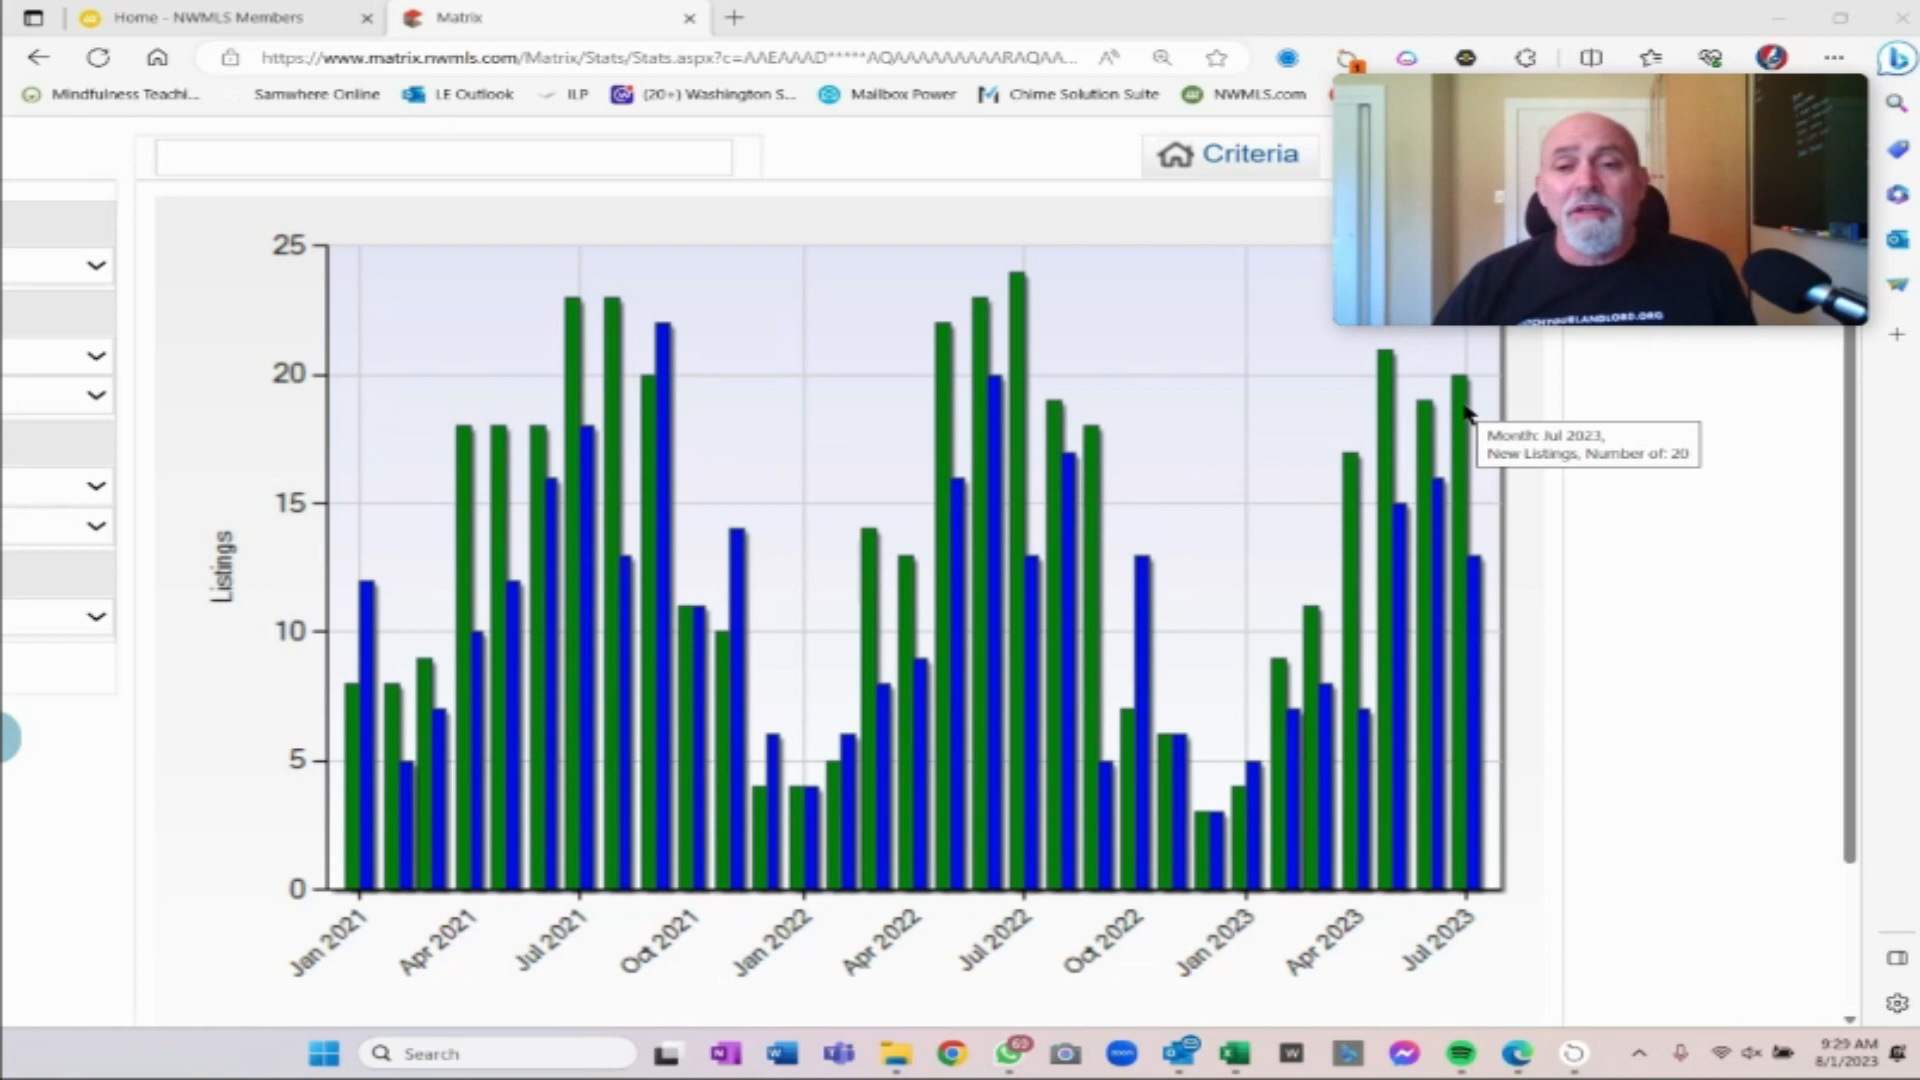 Home - NWMLS Members
Matrix
https://www.matrix.nwmls.com/Matrix/Stats/Stats.aspx?c=AAEAAAD*****AQAAAAAAAAARAQAA...
Mindfulness Teachi...
Samwhere Online
LE Outlook
ILP
(20+) Washington S...
Mailbox Power
Chime Solution Suite
NWMLS.com
Criteria
LANDLORD.ORG
25
20
15
10
5
0
Listings
Month: Jul 2023,
New Listings, Number of: 20
Jan 2021
Apr 2021
Jul 2021
Oct 2021
Jan 2022
Apr 2022
Jul 2022
Oct 2022
Jan 2023
Apr 2023
Jul 2023
Search
69
zoom
9:29 AM
8/1/2023